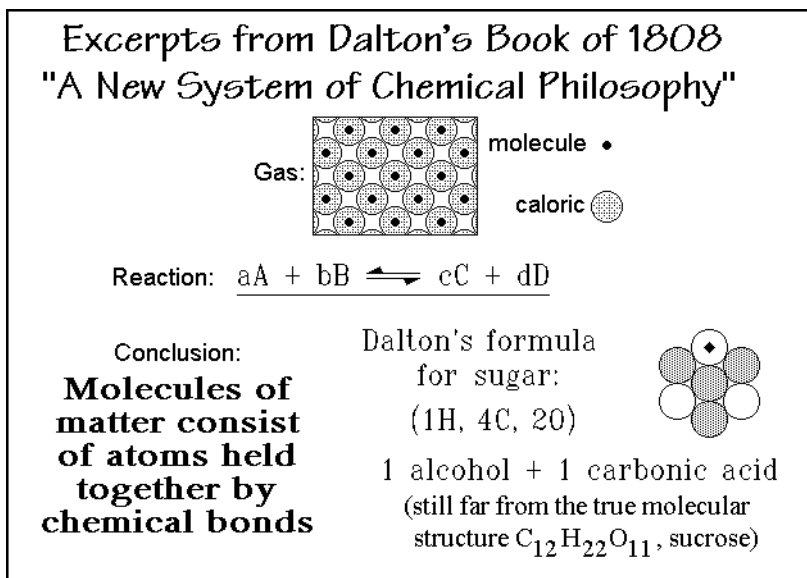 Excerpts from Dalton's Book of 1808
"A New System of Chemical Philosophy"
Gas:
molecule
caloric
Reaction: aA + bB ⇌ cC + dD
Conclusion:
Molecules of
matter consist
of atoms held
together by
chemical bonds
Dalton's formula
for sugar:
(1H, 4C, 2O)
1 alcohol + 1 carbonic acid
(still far from the true molecular
structure C12H22O11, sucrose)